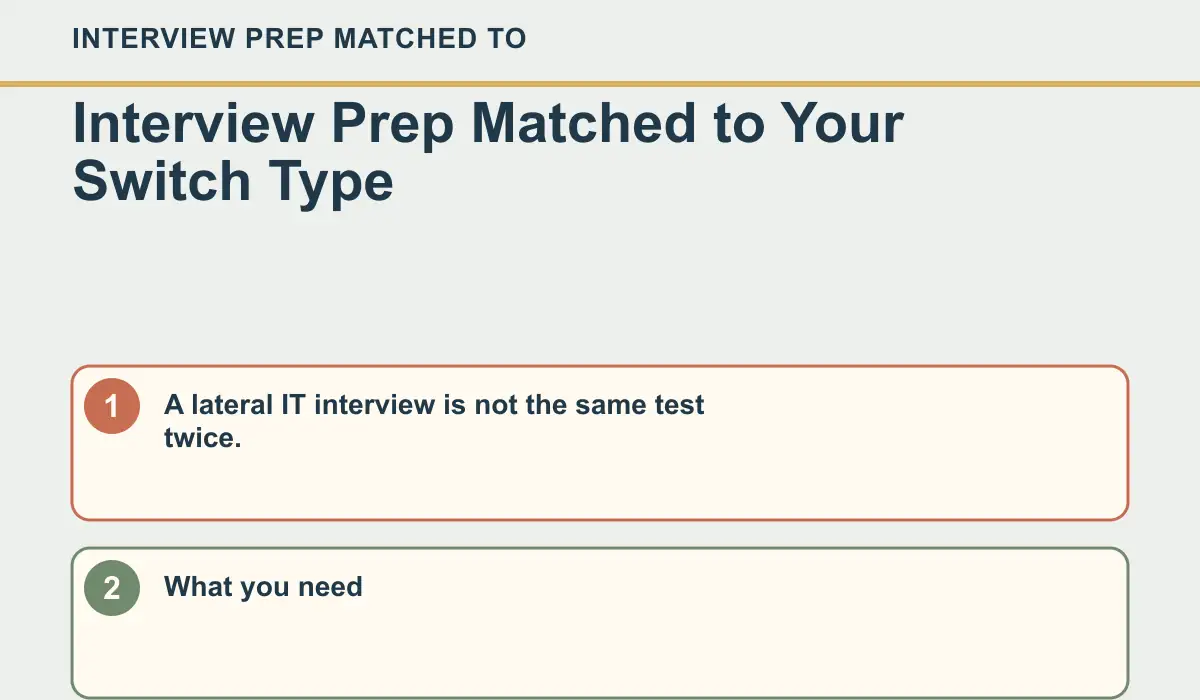 INTERVIEW PREP MATCHED TO
Interview Prep Matched to Your
Switch Type
1
A lateral IT interview is not the same test
twice.
2
What you need